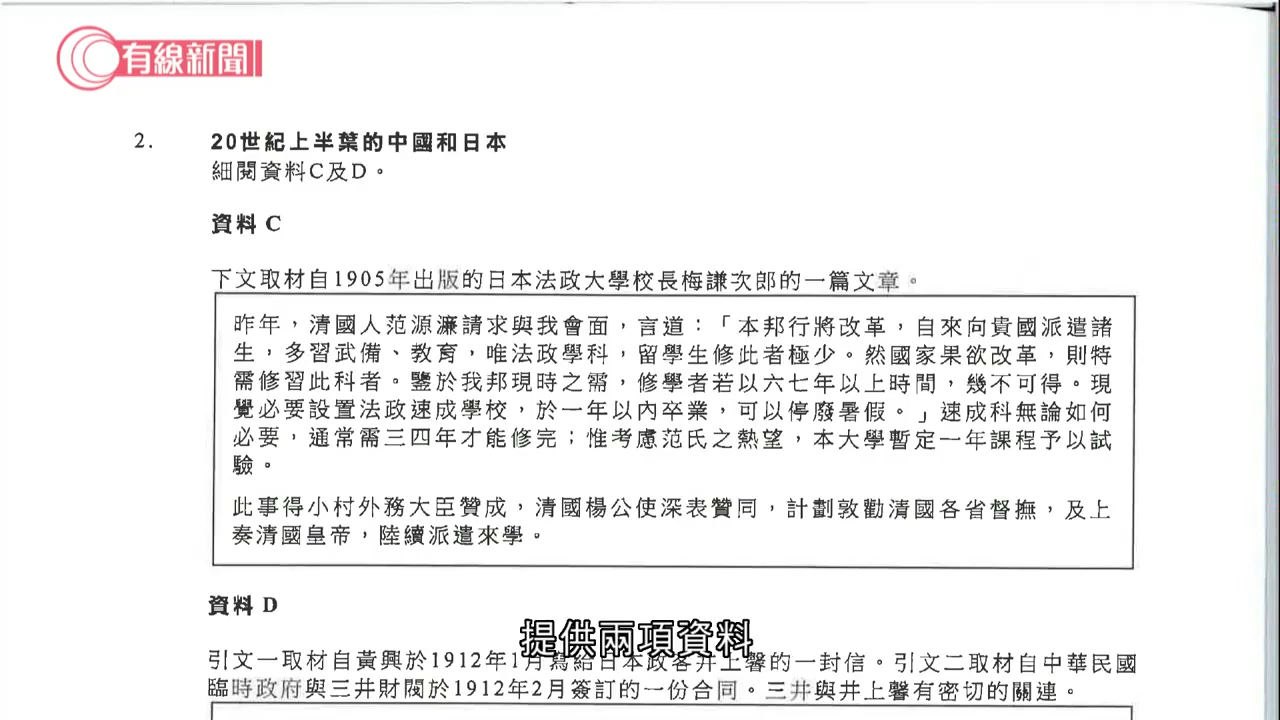 有線新聞
2. 20世紀上半葉的中國和日本
細閱資料C及D。
資料 C
下文取材自1905年出版的日本法政大學校長梅謙次郎的一篇文章。
昨年，清國人范源濂請求與我會面，言道：「本邦行將改革，自來向貴國派遣諸
生，多習武備、教育，唯法政學科，留學生修此者極少。然國家果欲改革，則特
需修習此科者。鑒於我邦現時之需，修學者若以六七年以上時間，幾不可得。現
覺必要設置法政速成學校，於一年以內卒業，可以停廢暑假。」速成科無論如何
必要，通常需三四年才能修完；惟考慮范氏之熱望，本大學暫定一年課程予以試
驗。
此事得小村外務大臣贊成，清國楊公使深表贊同，計劃敦勸清國各省督撫，及上
奏清國皇帝，陸續派遣來學。
資料 D
引文一取材自黃興於1912年1月寫給日本政客井上馨的一封信。引文二取材自中華民國
臨時政府與三井財閥於1912年2月簽訂的一份合同。三井與井上馨有密切的關連。
提供兩項資料